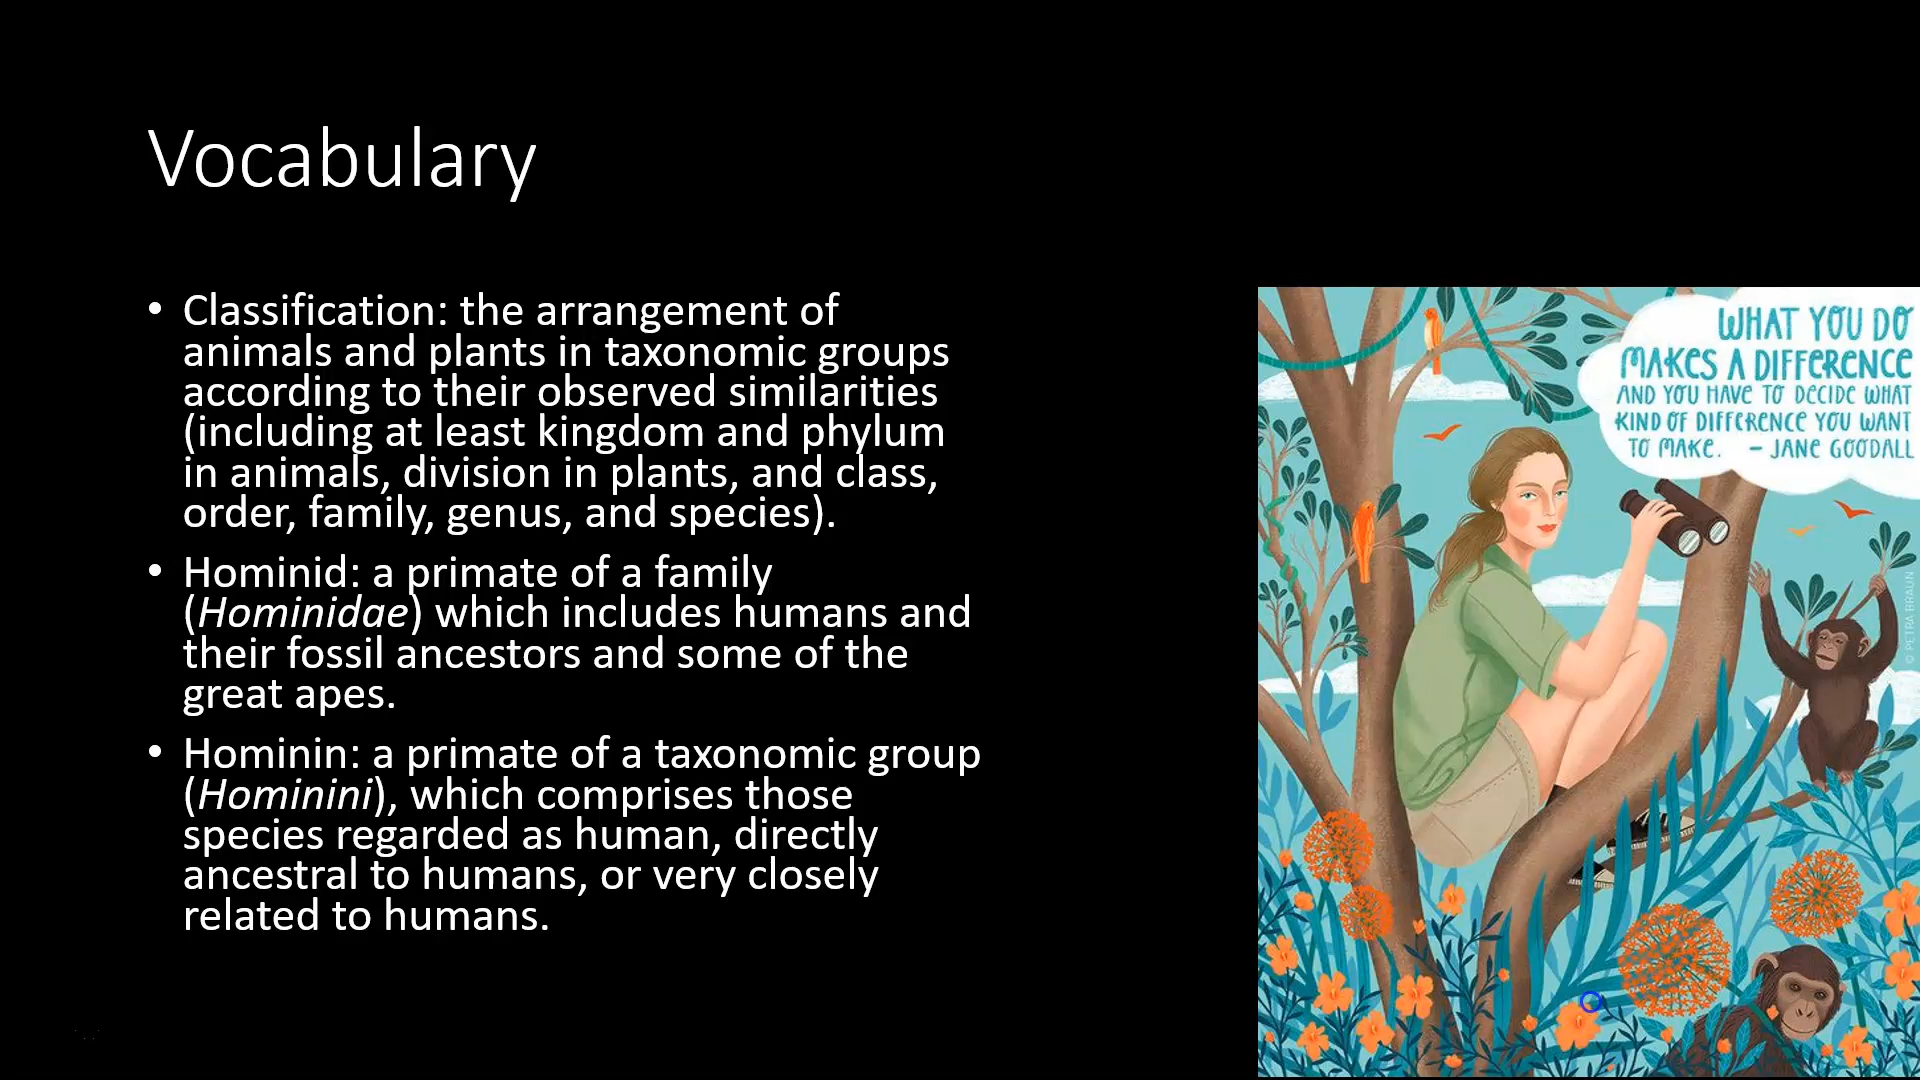 Vocabulary
• Classification: the arrangement of
animals and plants in taxonomic groups
according to their observed similarities
(including at least kingdom and phylum
in animals, division in plants, and class,
order, family, genus, and species).
• Hominid: a primate of a family
(Hominidae) which includes humans and
their fossil ancestors and some of the
great apes.
• Hominin: a primate of a taxonomic group
(Hominini), which comprises those
species regarded as human, directly
ancestral to humans, or very closely
related to humans.
WHAT YOU DO
MAKES A DIFFERENCE
AND YOU HAVE TO DECIDE WHAT
KIND OF DIFFERENCE YOU WANT
TO MAKE. – JANE GOODALL
© PETRA BRAUN